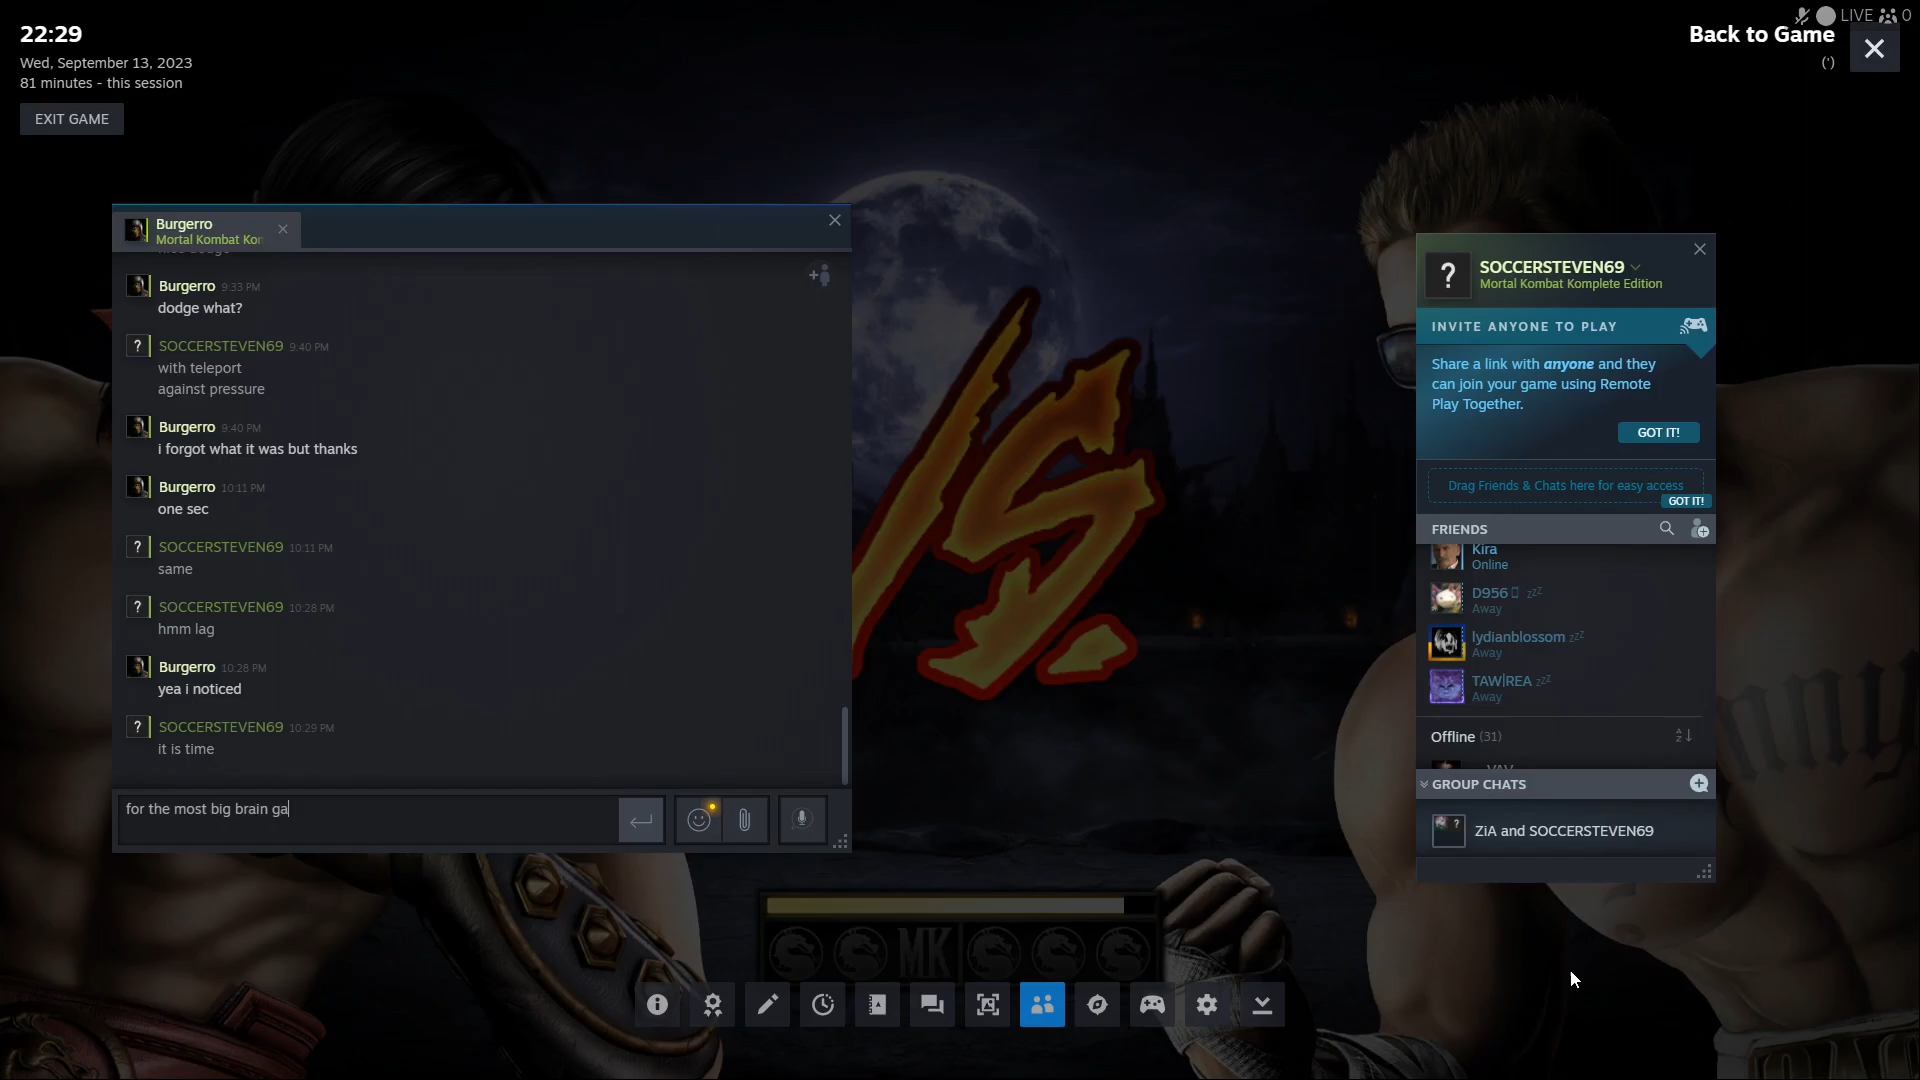 22:29
Wed, September 13, 2023
81 minutes - this session
EXIT GAME
LIVE 0
Back to Game
(')
Burgerro
Mortal Kombat Kor
Burgerro 9:33 PM
dodge what?
SOCCERSTEVEN69 9:40 PM
with teleport
against pressure
Burgerro 9:40 PM
i forgot what it was but thanks
Burgerro 10:11 PM
one sec
SOCCERSTEVEN69 10:11 PM
same
SOCCERSTEVEN69 10:28 PM
hmm lag
Burgerro 10:28 PM
yea i noticed
SOCCERSTEVEN69 10:29 PM
it is time
for the most big brain ga
VS.
MK
SOCCERSTEVEN69
Mortal Kombat Komplete Edition
INVITE ANYONE TO PLAY
Share a link with anyone and they
can join your game using Remote
Play Together.
GOT IT!
Drag Friends & Chats here for easy access
GOT IT!
FRIENDS
Kira
Online
D956 zzZ
Away
lydianblossom zzZ
Away
TAW|REA zzZ
Away
Offline (31)
GROUP CHATS
ZiA and SOCCERSTEVEN69